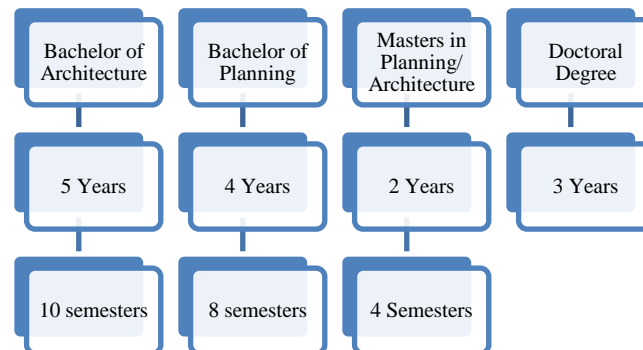 Bachelor of
Architecture
Bachelor of
Planning
Masters in
Planning/
Architecture
Doctoral
Degree
5 Years
4 Years
2 Years
3 Years
10 semesters
8 semesters
4 Semesters